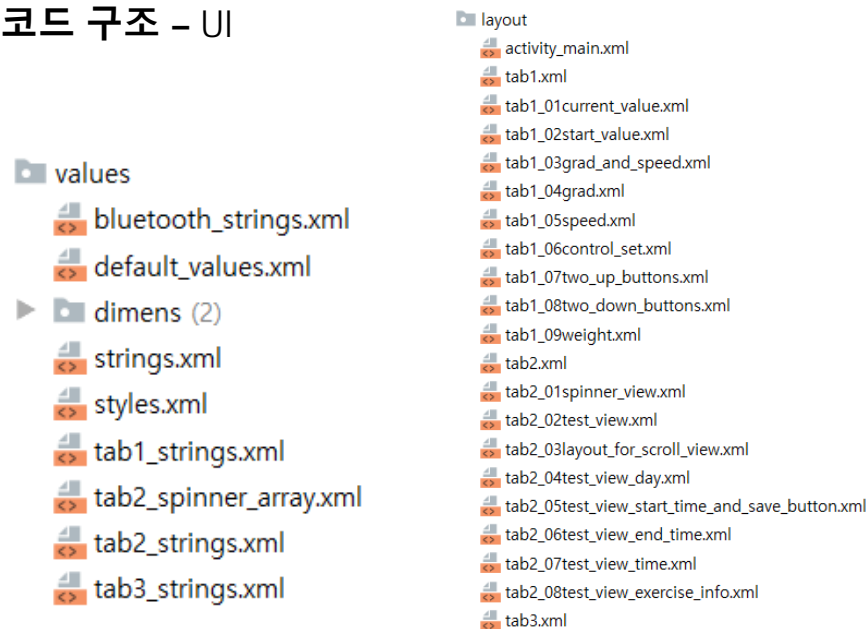 코드 구조 – UI
values
bluetooth_strings.xml
default_values.xml
dimens (2)
strings.xml
styles.xml
tab1_strings.xml
tab2_spinner_array.xml
tab2_strings.xml
tab3_strings.xml
layout
activity_main.xml
tab1.xml
tab1_01current_value.xml
tab1_02start_value.xml
tab1_03grad_and_speed.xml
tab1_04grad.xml
tab1_05speed.xml
tab1_06control_set.xml
tab1_07two_up_buttons.xml
tab1_08two_down_buttons.xml
tab1_09weight.xml
tab2.xml
tab2_01spinner_view.xml
tab2_02test_view.xml
tab2_03layout_for_scroll_view.xml
tab2_04test_view_day.xml
tab2_05test_view_start_time_and_save_button.xml
tab2_06test_view_end_time.xml
tab2_07test_view_time.xml
tab2_08test_view_exercise_info.xml
tab3.xml